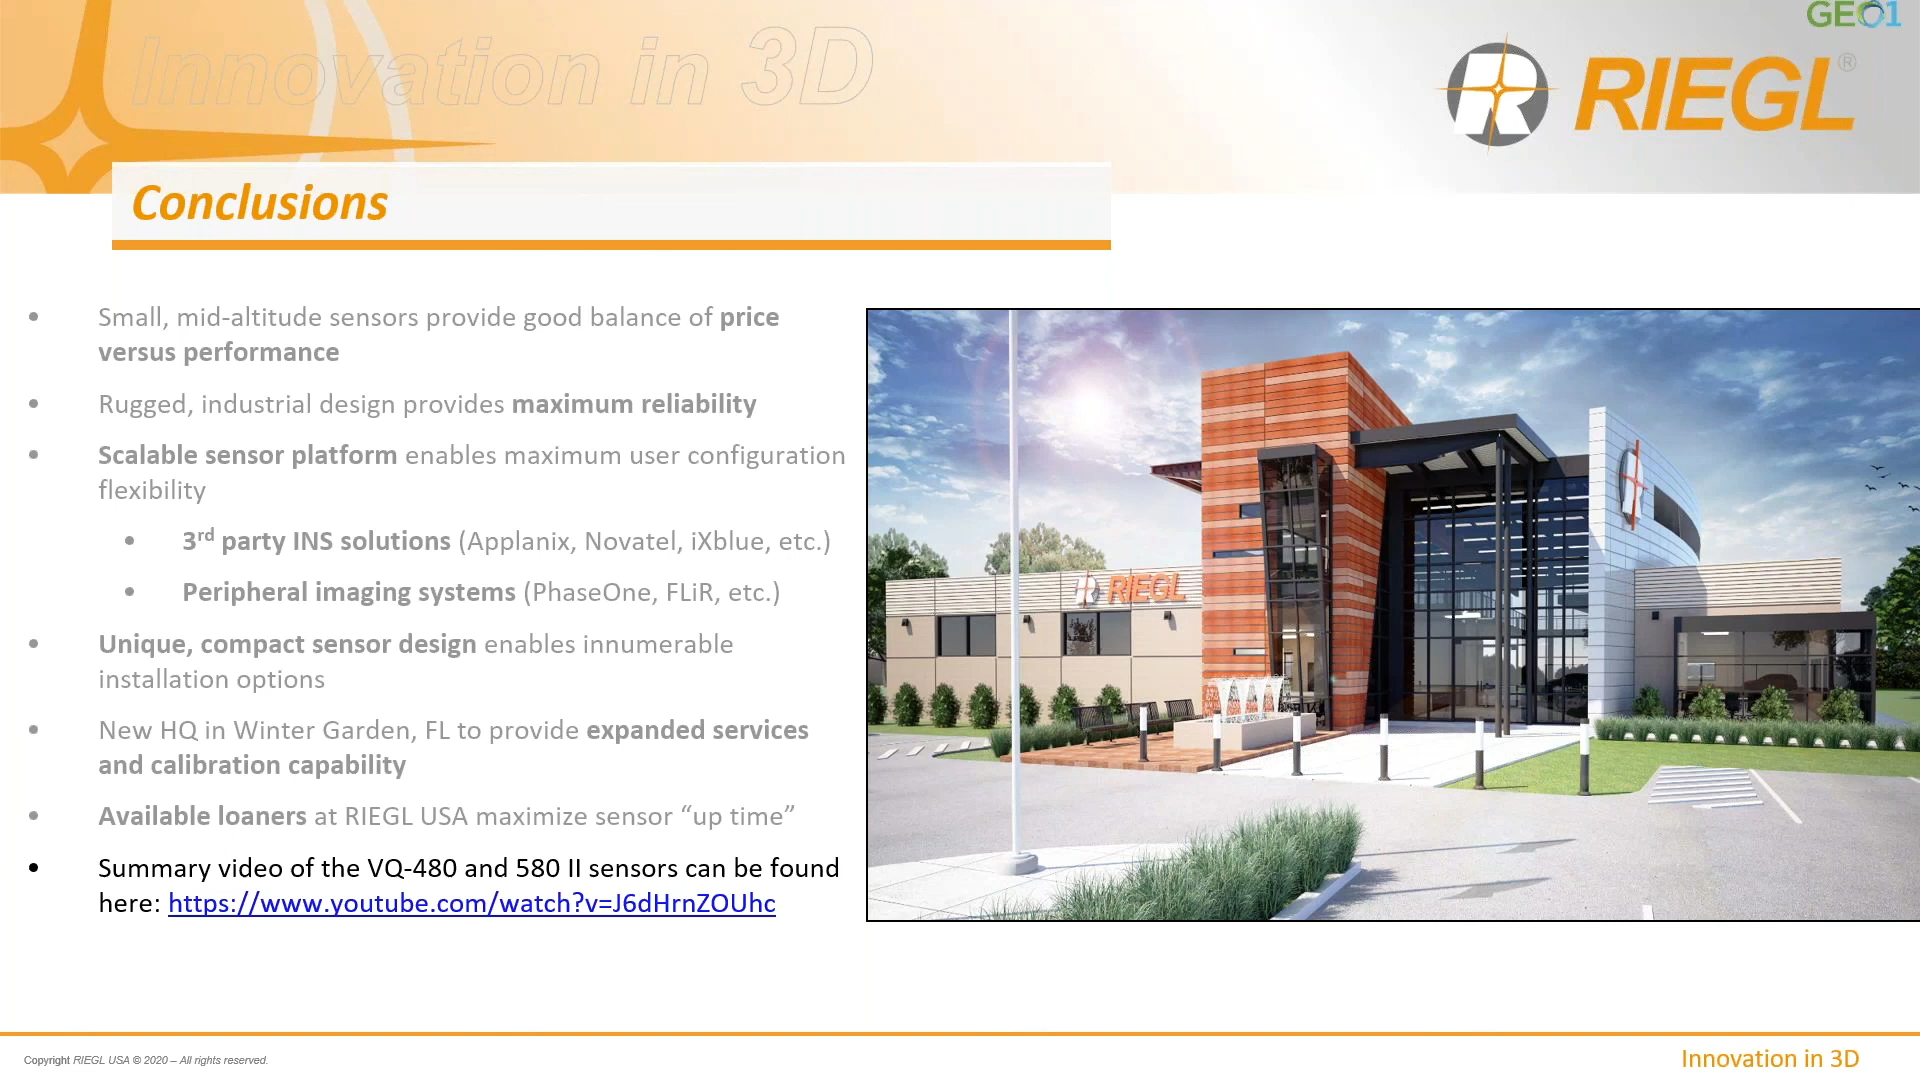 GEO1
Innovation in 3D
RIEGL®
Conclusions
• Small, mid-altitude sensors provide good balance of price
versus performance
• Rugged, industrial design provides maximum reliability
• Scalable sensor platform enables maximum user configuration
flexibility
• 3rd party INS solutions (Applanix, Novatel, iXblue, etc.)
• Peripheral imaging systems (PhaseOne, FLiR, etc.)
• Unique, compact sensor design enables innumerable
installation options
• New HQ in Winter Garden, FL to provide expanded services
and calibration capability
• Available loaners at RIEGL USA maximize sensor “up time”
• Summary video of the VQ-480 and 580 II sensors can be found
here: https://www.youtube.com/watch?v=J6dHrnZOUhc
RIEGL
Copyright RIEGL USA © 2020 – All rights reserved.
Innovation in 3D